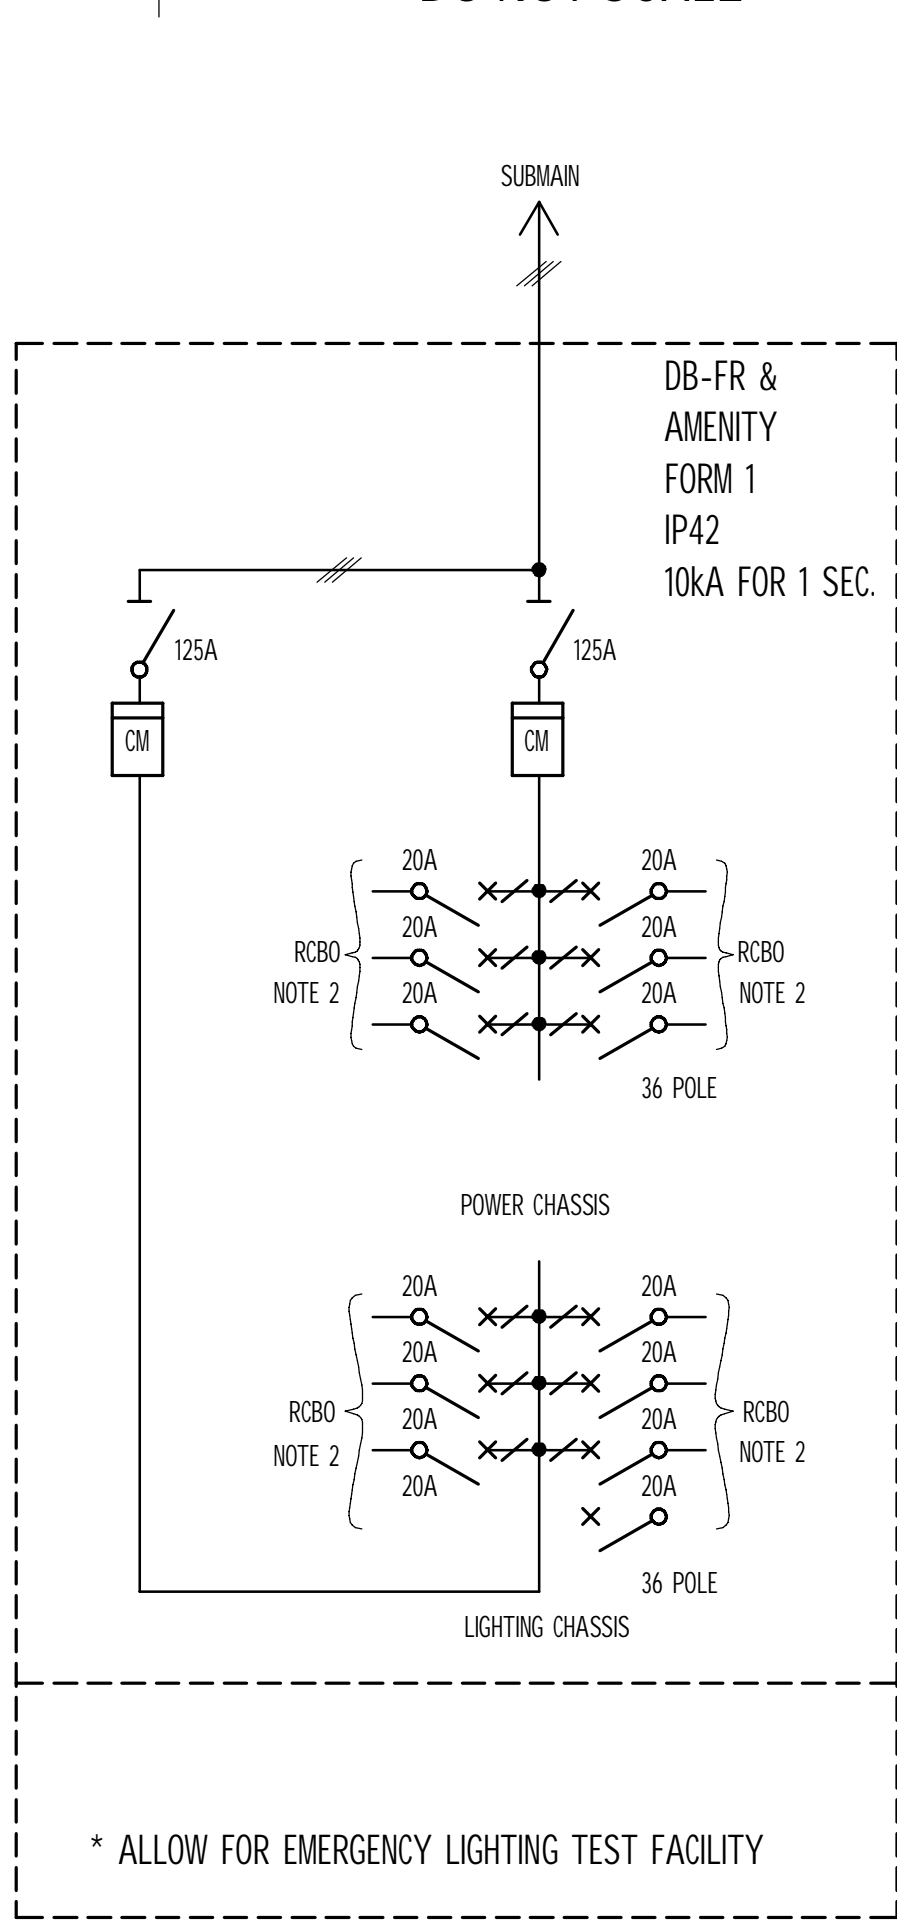 SUBMAIN
DB-FR &
AMENITY
FORM 1
IP42
10kA FOR 1 SEC.
125A 125A
CM CM
20A 20A
20A 20A
RCBO RCBO
20A 20A
NOTE 2 NOTE 2
36 POLE
POWER CHASSIS
20A 20A
20A 20A
RCBO RCBO
20A 20A
NOTE 2 NOTE 2
20A 20A
36 POLE
LIGHTING CHASSIS
* ALLOW FOR EMERGENCY LIGHTING TEST FACILITY